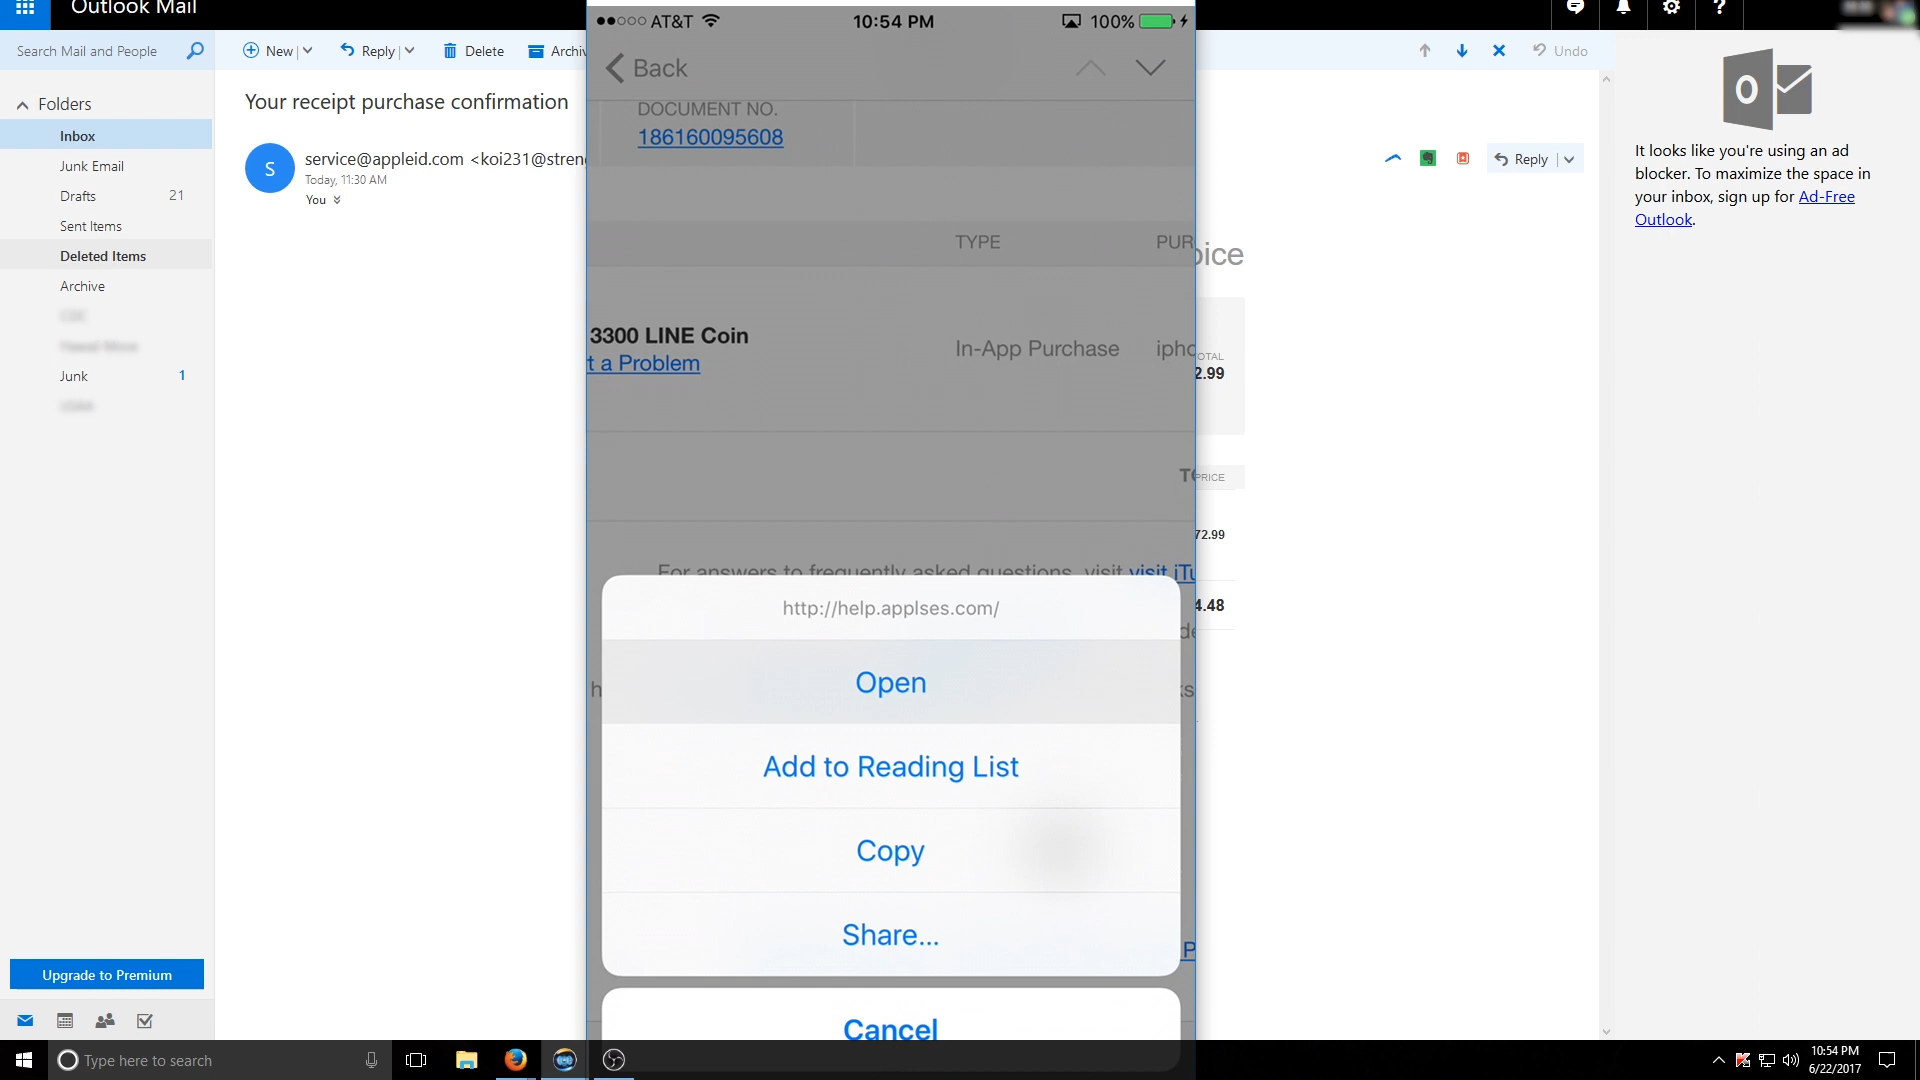 Outlook Mail
Search Mail and People
New
Reply
Delete
Archiv
Undo
Folders
Inbox
Junk Email
Drafts 21
Sent Items
Deleted Items
Archive
Junk 1
Upgrade to Premium
Your receipt purchase confirmation
S
service@appleid.com <koi231@stren
Today, 11:30 AM
You
AT&T 10:54 PM 100%
Back
DOCUMENT NO.
186160095608
TYPE PUR
3300 LINE Coin
t a Problem
In-App Purchase ipho
For answers to frequently asked questions, visit visit iTu
http://help.applses.com/
Open
Add to Reading List
Copy
Share...
Cancel
Reply
oice
OTAL
2.99
PRICE
72.99
4.48
O
It looks like you're using an ad
blocker. To maximize the space in
your inbox, sign up for Ad-Free
Outlook.
Type here to search
10:54 PM
6/22/2017